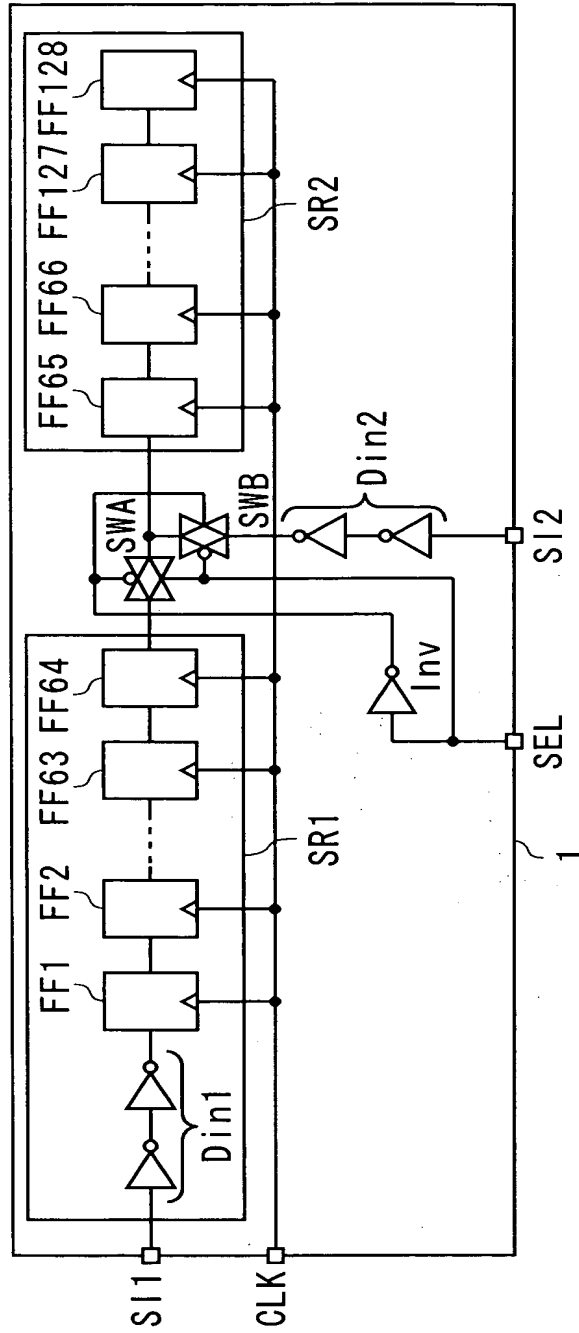 FF1
FF2
FF63
FF64
FF65
FF66
FF127
FF128
SWA
SWB
Din1
Din2
SR1
SR2
Inv
SI1
CLK
SEL
SI2
1